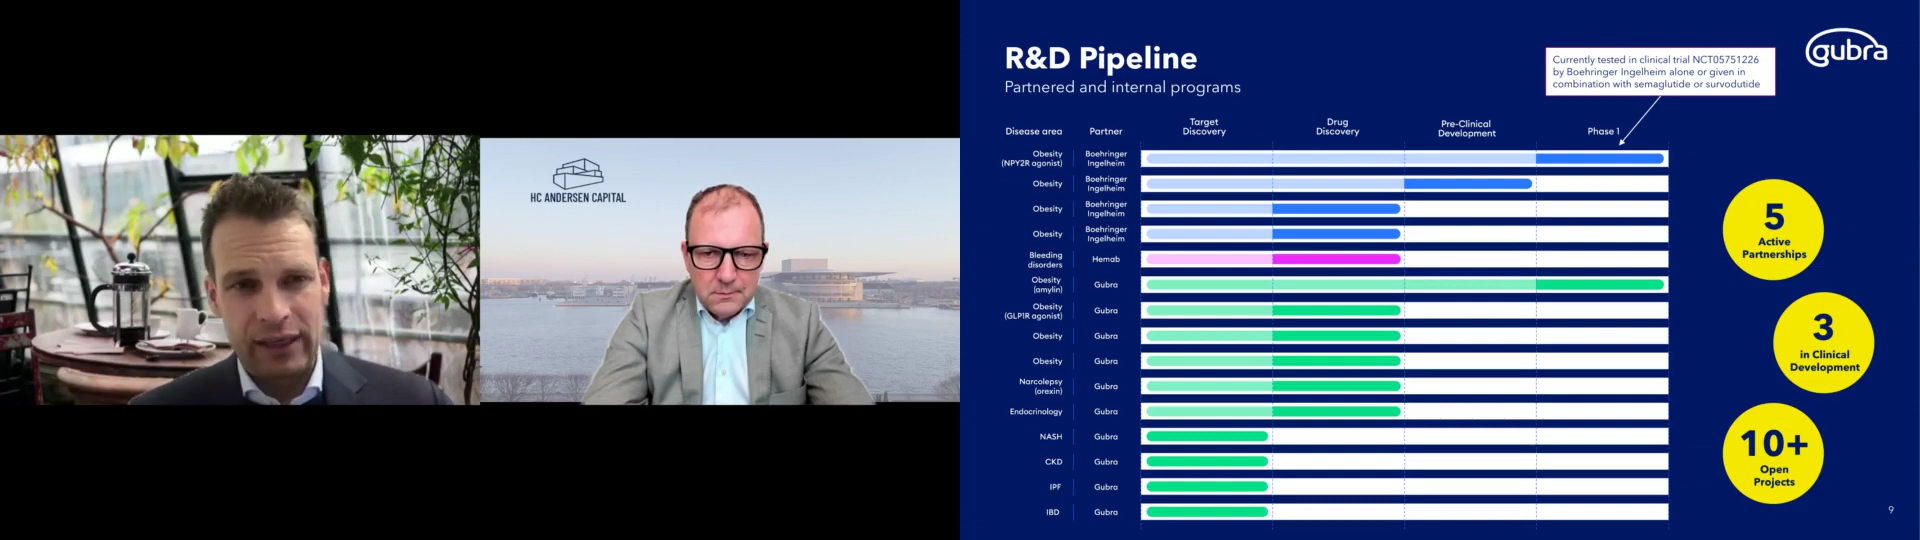 HC ANDERSEN CAPITAL
R&D Pipeline
Partnered and internal programs
Currently tested in clinical trial NCT05751226
by Boehringer Ingelheim alone or given in
combination with semaglutide or survodutide
gubra
Disease area Partner Target Discovery Drug Discovery Pre-Clinical Development Phase 1
Obesity (NPY2R agonist) Boehringer Ingelheim
Obesity Boehringer Ingelheim
Obesity Boehringer Ingelheim
Obesity Boehringer Ingelheim
Bleeding disorders Hemab
Obesity (amylin) Gubra
Obesity (GLP1R agonist) Gubra
Obesity Gubra
Obesity Gubra
Narcolepsy (orexin) Gubra
Endocrinology Gubra
NASH Gubra
CKD Gubra
IPF Gubra
IBD Gubra
5
Active
Partnerships
3
in Clinical
Development
10+
Open
Projects
9